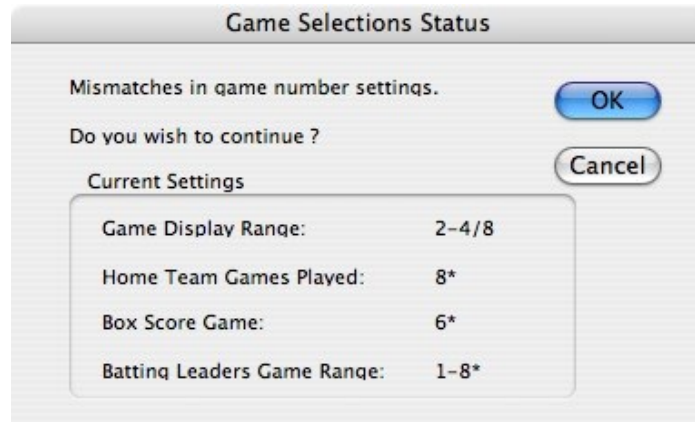 Game Selections Status
Mismatches in game number settings.
OK
Do you wish to continue ?
Cancel
Current Settings
Game Display Range: 2-4/8
Home Team Games Played: 8*
Box Score Game: 6*
Batting Leaders Game Range: 1-8*